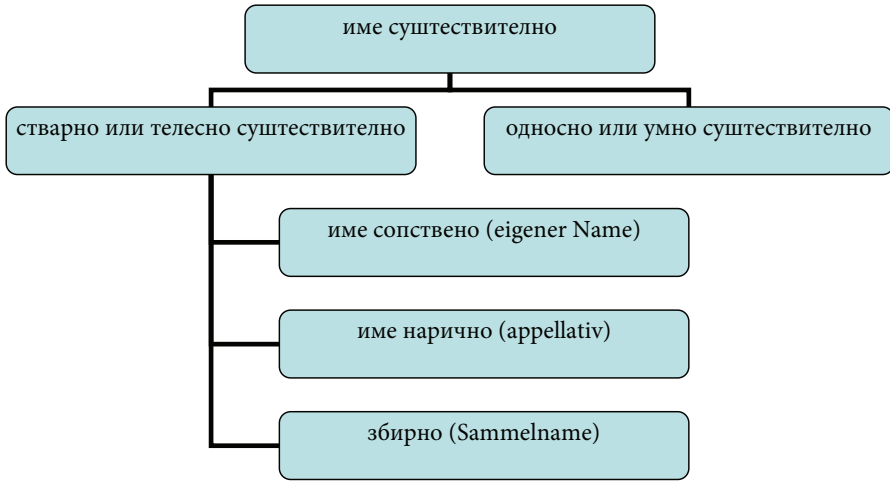 име суштествително
стварно или телесно суштествително
односно или умно суштествително
име сопствено (eigener Name)
име нарично (appellativ)
збирно (Sammelname)